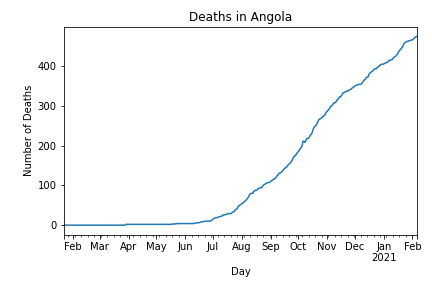 Deaths in Angola
Number of Deaths
400
300
200
100
0
Feb Mar Apr May Jun Jul Aug Sep Oct Nov Dec Jan Feb
2021
Day